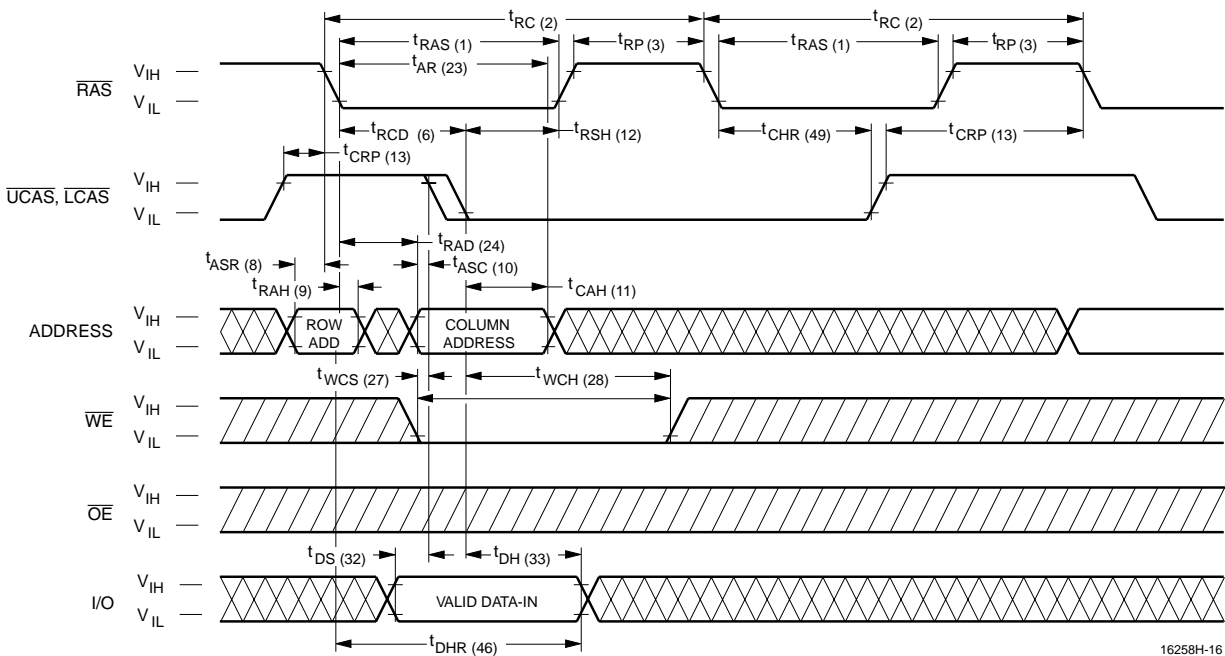 tRC (2) tRC (2)
tRAS (1) tRP (3) tRAS (1) tRP (3)
tAR (23)
RAS VIH
VIL
tRCD (6) tRSH (12) tCHR (49) tCRP (13)
tCRP (13)
UCAS, LCAS VIH
VIL
tRAD (24)
tASR (8) tASC (10)
tRAH (9) tCAH (11)
ADDRESS VIH
VIL
ROW ADD
COLUMN ADDRESS
tWCS (27) tWCH (28)
WE VIH
VIL
OE VIH
VIL
tDS (32) tDH (33)
I/O VIH
VIL
VALID DATA-IN
tDHR (46)
16258H-16